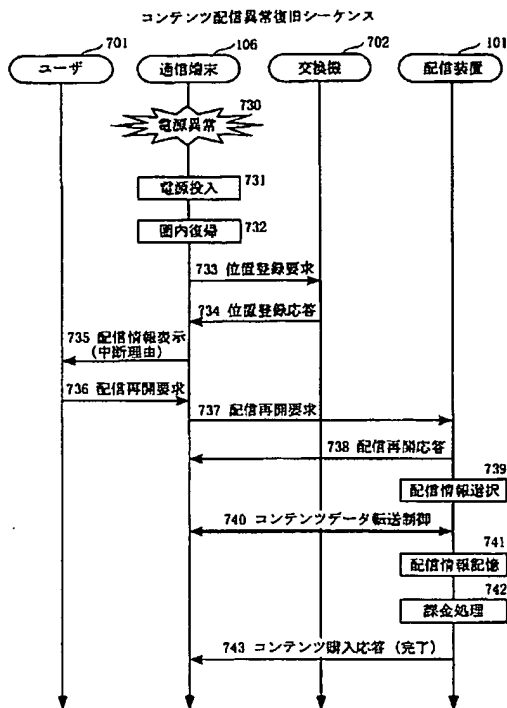 コンテンツ配信異常復旧シーケンス
701
106
702
101
ユーザ
通信端末
交換機
配信装置
730
電源異常
電源投入
731
圏内復帰
732
733 位置登録要求
734 位置登録応答
735 配信情報表示
(中断理由)
736 配信再開要求
737 配信再開要求
738 配信再開応答
739
配信情報選択
740 コンテンツデータ転送制御
741
配信情報記憶
742
課金処理
743 コンテンツ購入応答 (完了)